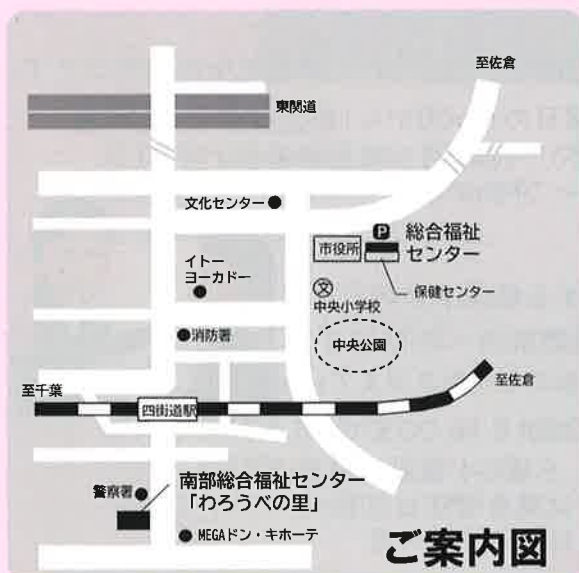 至佐倉
東関道
文化センター
P
総合福祉
センター
市役所
イトー
ヨーカドー
保健センター
文
中央小学校
消防署
中央公園
至千葉
至佐倉
四街道駅
南部総合福祉センター
「わろうべの里」
警察署
MEGAドン・キホーテ
ご案内図